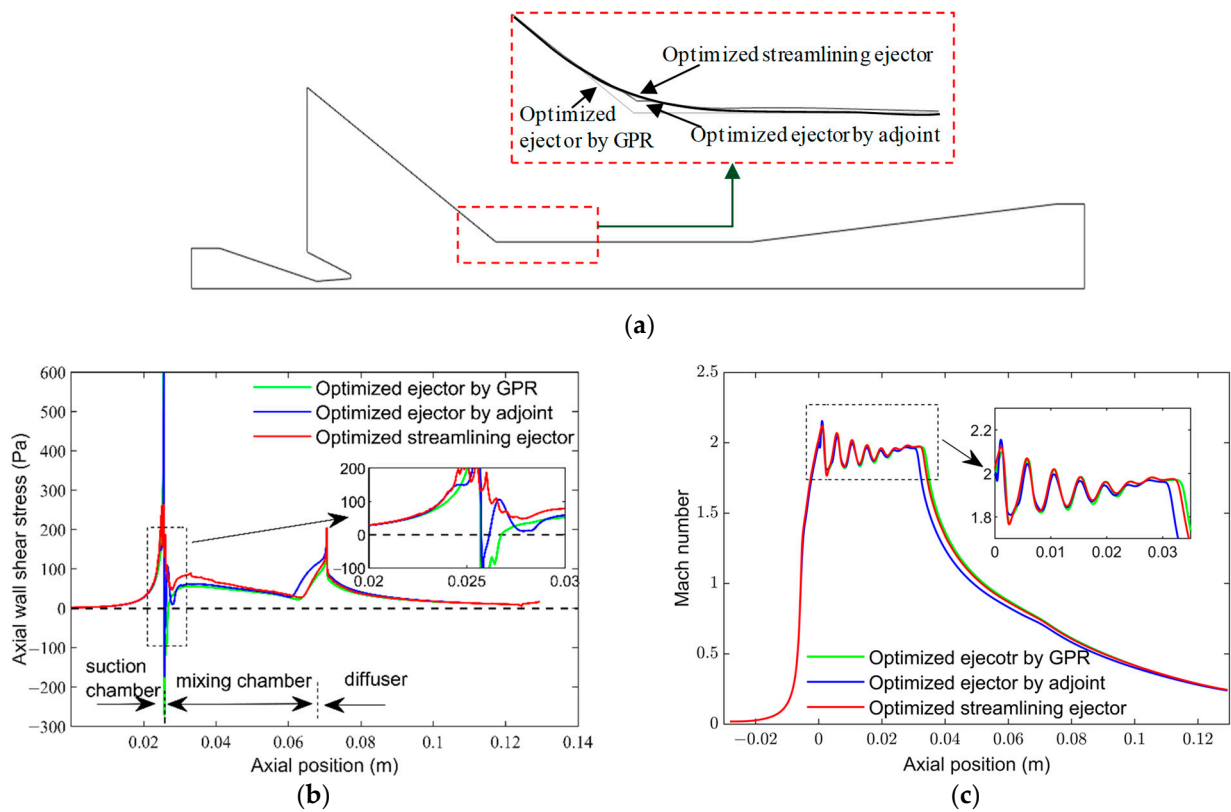 Optimized streamlining ejector
Optimized
ejector by GPR
Optimized ejector by adjoint
(a)
600
500
400
300
200
100
0
−100
−200
−300
Axial wall shear stress (Pa)
Optimized ejector by GPR
Optimized ejector by adjoint
Optimized streamlining ejector
200
100
0
−100
0.02
0.026
0.03
suction
chamber
mixing chamber
diffuser
0.02
0.04
0.06
0.08
0.1
0.12
0.14
Axial position (m)
(b)
2.5
2
1.5
1
0.5
0
Mach number
2.2
2
1.8
0
0.01
0.02
0.03
Optimized ejecotr by GPR
Optimized ejector by adjoint
Optimized streamlining ejector
−0.02
0
0.02
0.04
0.06
0.08
0.1
0.12
Axial position (m)
(c)